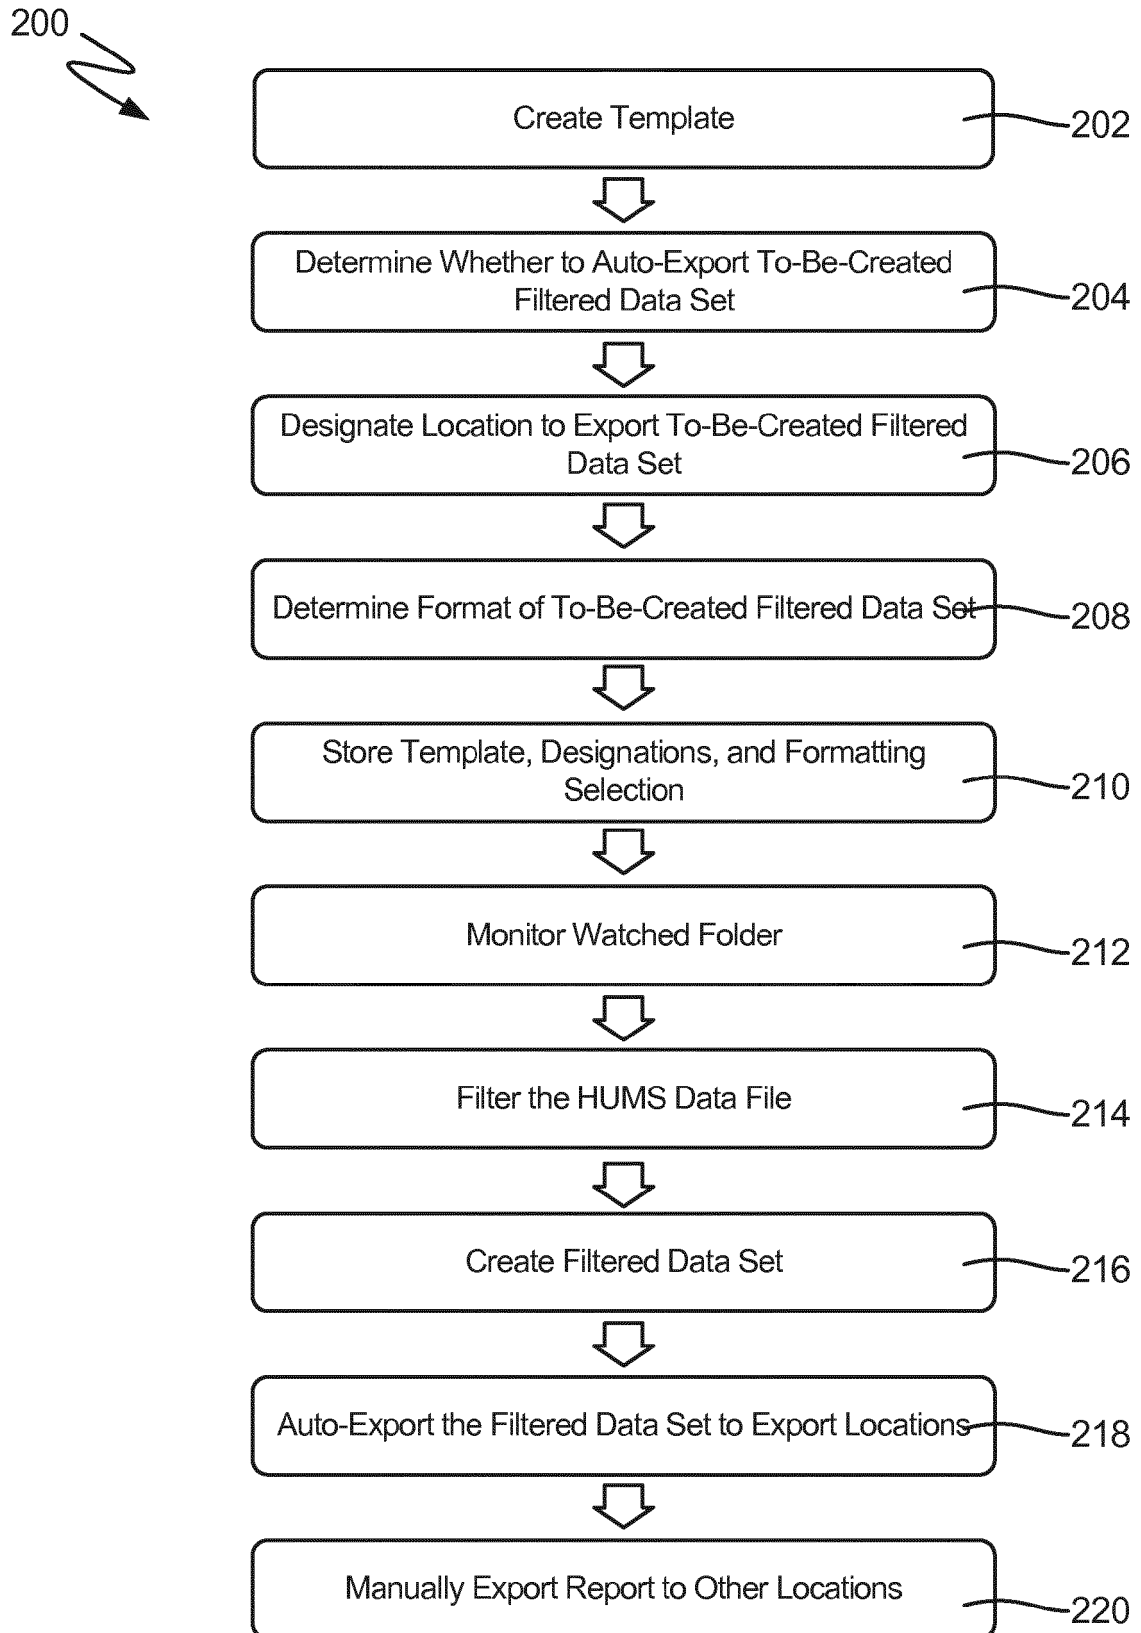 200
Create Template
202
Determine Whether to Auto-Export To-Be-Created
Filtered Data Set
204
Designate Location to Export To-Be-Created Filtered
Data Set
206
Determine Format of To-Be-Created Filtered Data Set
208
Store Template, Designations, and Formatting
Selection
210
Monitor Watched Folder
212
Filter the HUMS Data File
214
Create Filtered Data Set
216
Auto-Export the Filtered Data Set to Export Locations
218
Manually Export Report to Other Locations
220